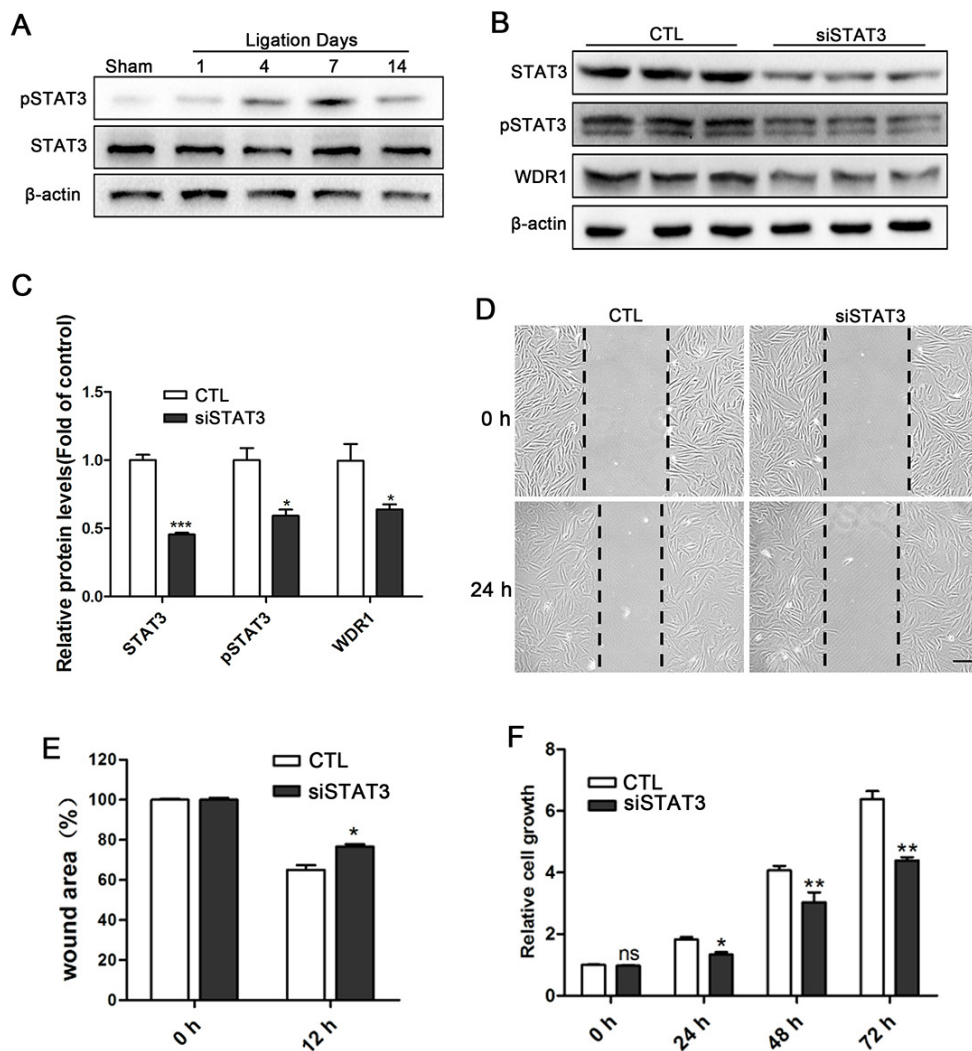 A
Ligation Days
Sham 1 4 7 14
pSTAT3
STAT3
β-actin
B
CTL siSTAT3
STAT3
pSTAT3
WDR1
β-actin
C
Relative protein levels(Fold of control)
1.5
1.0
0.5
0.0
CTL
siSTAT3
***
*
*
STAT3 pSTAT3 WDR1
D
CTL siSTAT3
0 h
24 h
E
wound area (%)
120
100
80
60
40
20
0
CTL
siSTAT3
*
0 h 12 h
F
Relative cell growth
8
6
4
2
0
CTL
siSTAT3
ns
*
**
**
0 h 24 h 48 h 72 h